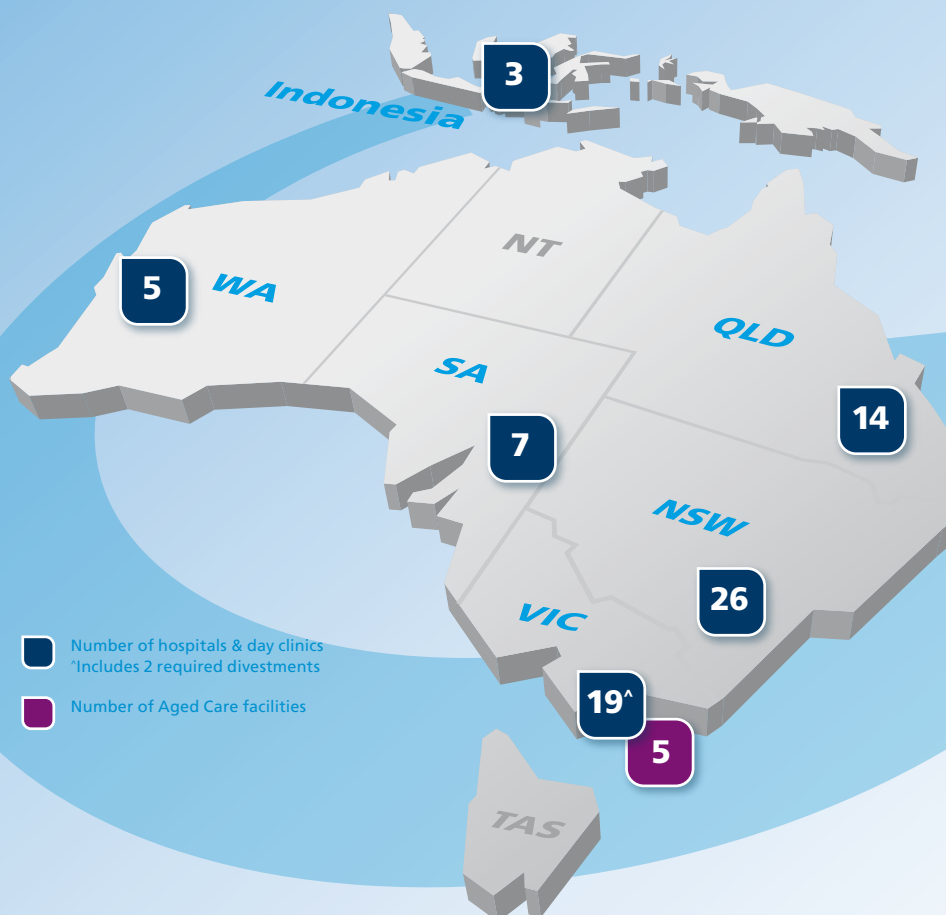 3
Indonesia
NT
5
WA
QLD
SA
14
7
NSW
26
VIC
Number of hospitals & day clinics
^Includes 2 required divestments
19^
Number of Aged Care facilities
5
TAS